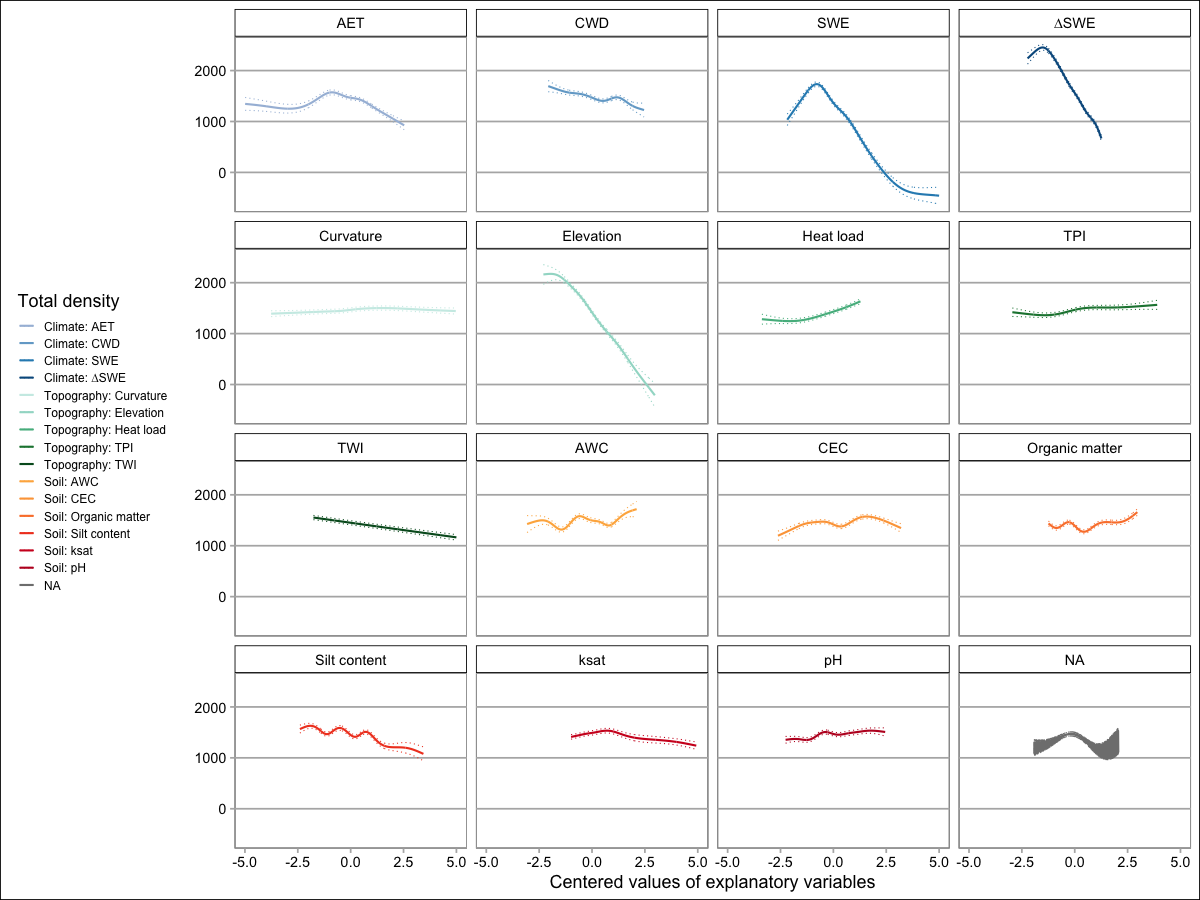 AET
CWD
SWE
ΔSWE
2000
1000
0
Curvature
Elevation
Heat load
TPI
2000
1000
0
Total density
Climate: AET
Climate: CWD
Climate: SWE
Climate: ΔSWE
Topography: Curvature
Topography: Elevation
Topography: Heat load
Topography: TPI
Topography: TWI
Soil: AWC
Soil: CEC
Soil: Organic matter
Soil: Silt content
Soil: ksat
Soil: pH
NA
TWI
AWC
CEC
Organic matter
2000
1000
0
Silt content
ksat
pH
NA
2000
1000
0
-5.0 -2.5 0.0 2.5 5.0
-5.0 -2.5 0.0 2.5 5.0
-5.0 -2.5 0.0 2.5 5.0
-5.0 -2.5 0.0 2.5 5.0
Centered values of explanatory variables